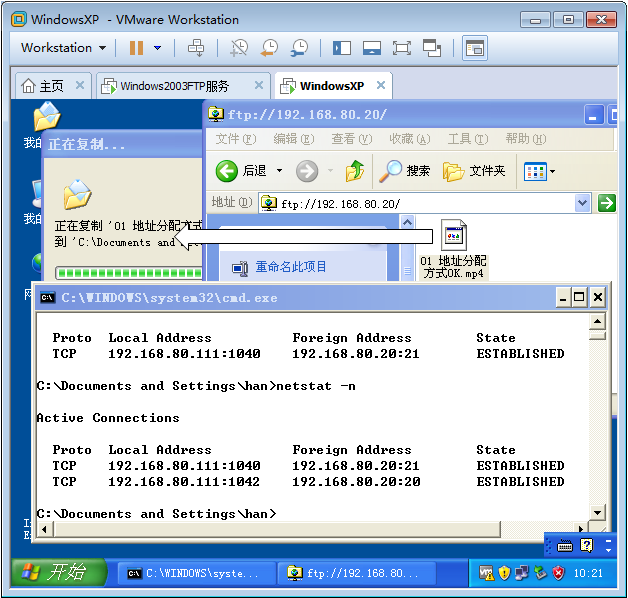 WindowsXP - VMware Workstation
Workstation
主页
Windows2003FTP服务
WindowsXP
ftp://192.168.80.20/
文件(F) 编辑(E) 查看(V) 收藏(A) 工具(T) 帮助(H)
后退 搜索 文件夹
地址(D) ftp://192.168.80.20/
正在复制...
正在复制 '01 地址分配方式
到 'C:\Documents and
重命名此项目
01 地址分配
方式OK.mp4
我的
我
C:\WINDOWS\system32\cmd.exe
Proto Local Address Foreign Address State
TCP 192.168.80.111:1040 192.168.80.20:21 ESTABLISHED
C:\Documents and Settings\han>netstat -n
Active Connections
Proto Local Address Foreign Address State
TCP 192.168.80.111:1040 192.168.80.20:21 ESTABLISHED
TCP 192.168.80.111:1042 192.168.80.20:20 ESTABLISHED
C:\Documents and Settings\han>
开始
C:\WINDOWS\syste...
ftp://192.168.80...
10:21